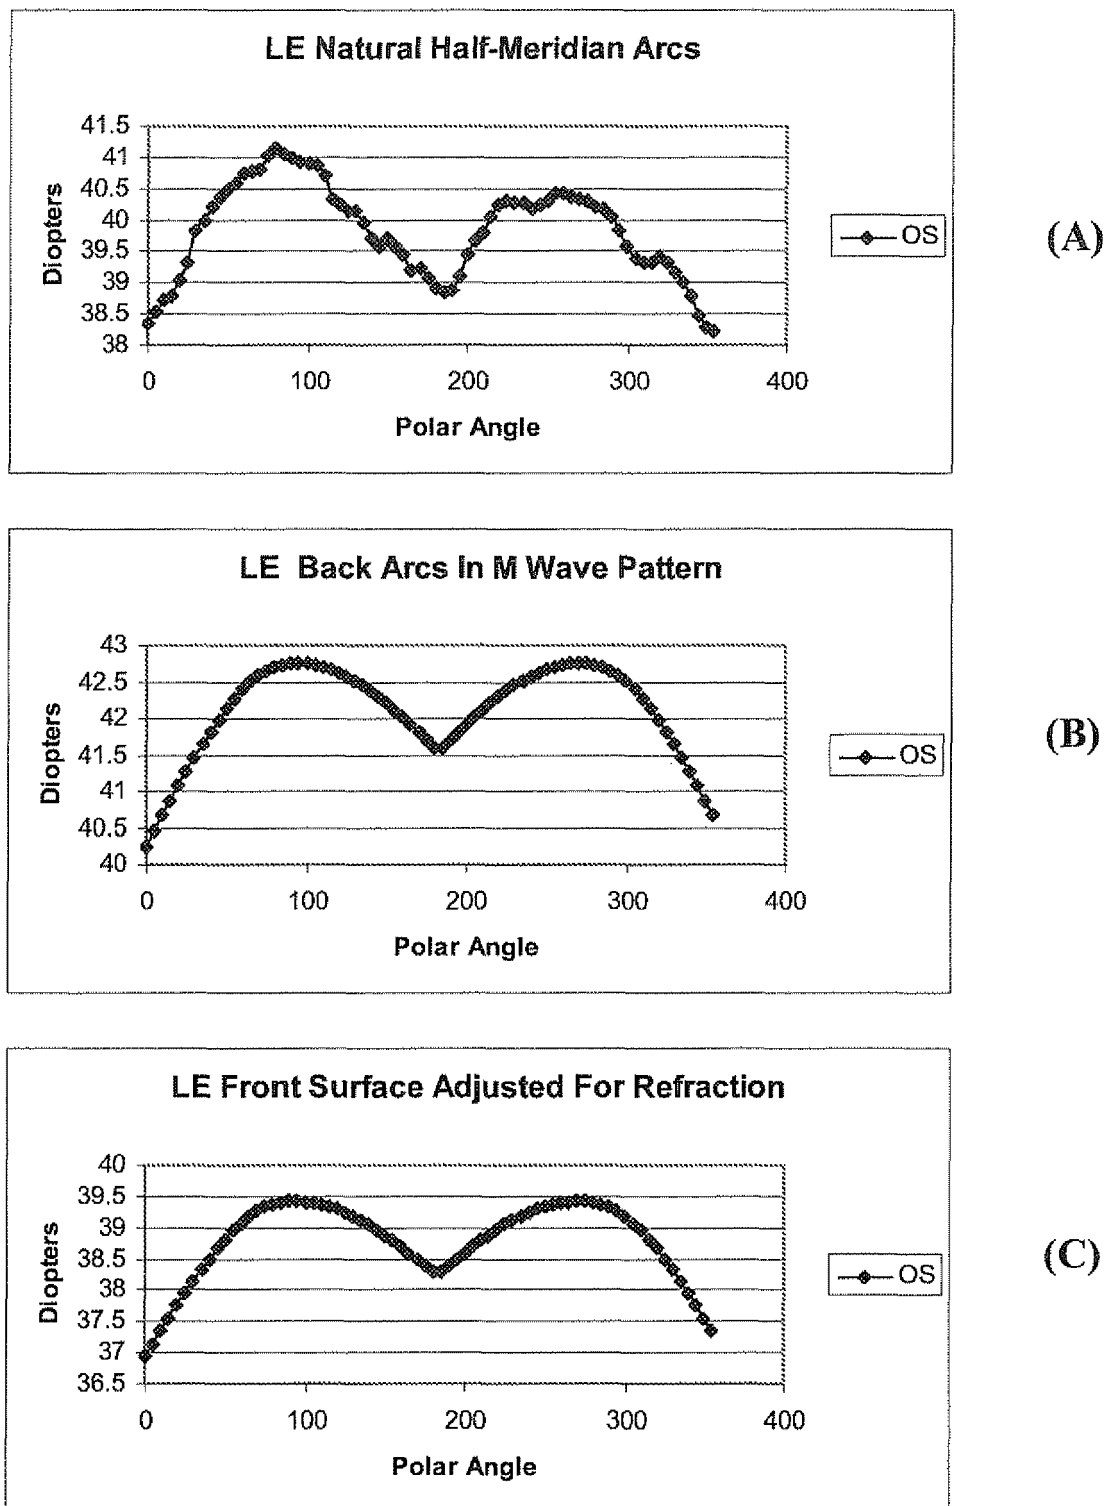 LE Natural Half-Meridian Arcs
41.5
41
40.5
40
39.5
39
38.5
38
Diopters
0 100 200 300 400
Polar Angle
OS
(A)
LE Back Arcs In M Wave Pattern
43
42.5
42
41.5
41
40.5
40
Diopters
0 100 200 300 400
Polar Angle
OS
(B)
LE Front Surface Adjusted For Refraction
40
39.5
39
38.5
38
37.5
37
36.5
Diopters
0 100 200 300 400
Polar Angle
OS
(C)